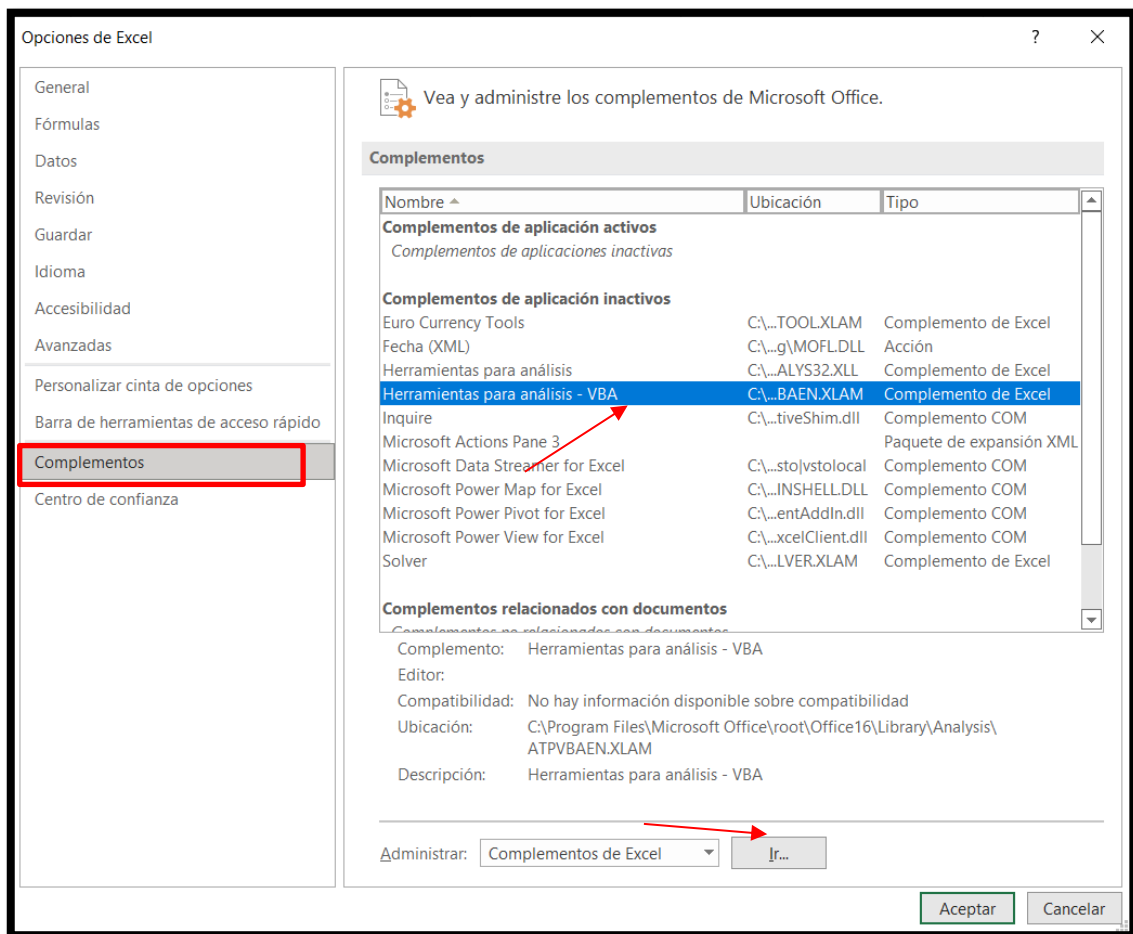 Opciones de Excel ?
General
Fórmulas
Datos
Revisión
Guardar
Idioma
Accesibilidad
Avanzadas
Personalizar cinta de opciones
Barra de herramientas de acceso rápido
Complementos
Centro de confianza
Vea y administre los complementos de Microsoft Office.
Complementos
Nombre Ubicación Tipo
Complementos de aplicación activos
Complementos de aplicaciones inactivas
Complementos de aplicación inactivos
Euro Currency Tools C:\...TOOL.XLAM Complemento de Excel
Fecha (XML) C:\...g\MOFL.DLL Acción
Herramientas para análisis C:\...ALYS32.XLL Complemento de Excel
Herramientas para análisis - VBA C:\...BAEN.XLAM Complemento de Excel
Inquire C:\...tiveShim.dll Complemento COM
Microsoft Actions Pane 3 Paquete de expansión XML
Microsoft Data Streamer for Excel C:\...sto|vstolocal Complemento COM
Microsoft Power Map for Excel C:\...INSHELL.DLL Complemento COM
Microsoft Power Pivot for Excel C:\...entAddIn.dll Complemento COM
Microsoft Power View for Excel C:\...xcelClient.dll Complemento COM
Solver C:\...LVER.XLAM Complemento de Excel
Complementos relacionados con documentos
Complementos no relacionados con documentos
Complemento: Herramientas para análisis - VBA
Editor:
Compatibilidad: No hay información disponible sobre compatibilidad
Ubicación: C:\Program Files\Microsoft Office\root\Office16\Library\Analysis\
ATPVBAEN.XLAM
Descripción: Herramientas para análisis - VBA
Administrar: Complementos de Excel Ir...
Aceptar Cancelar